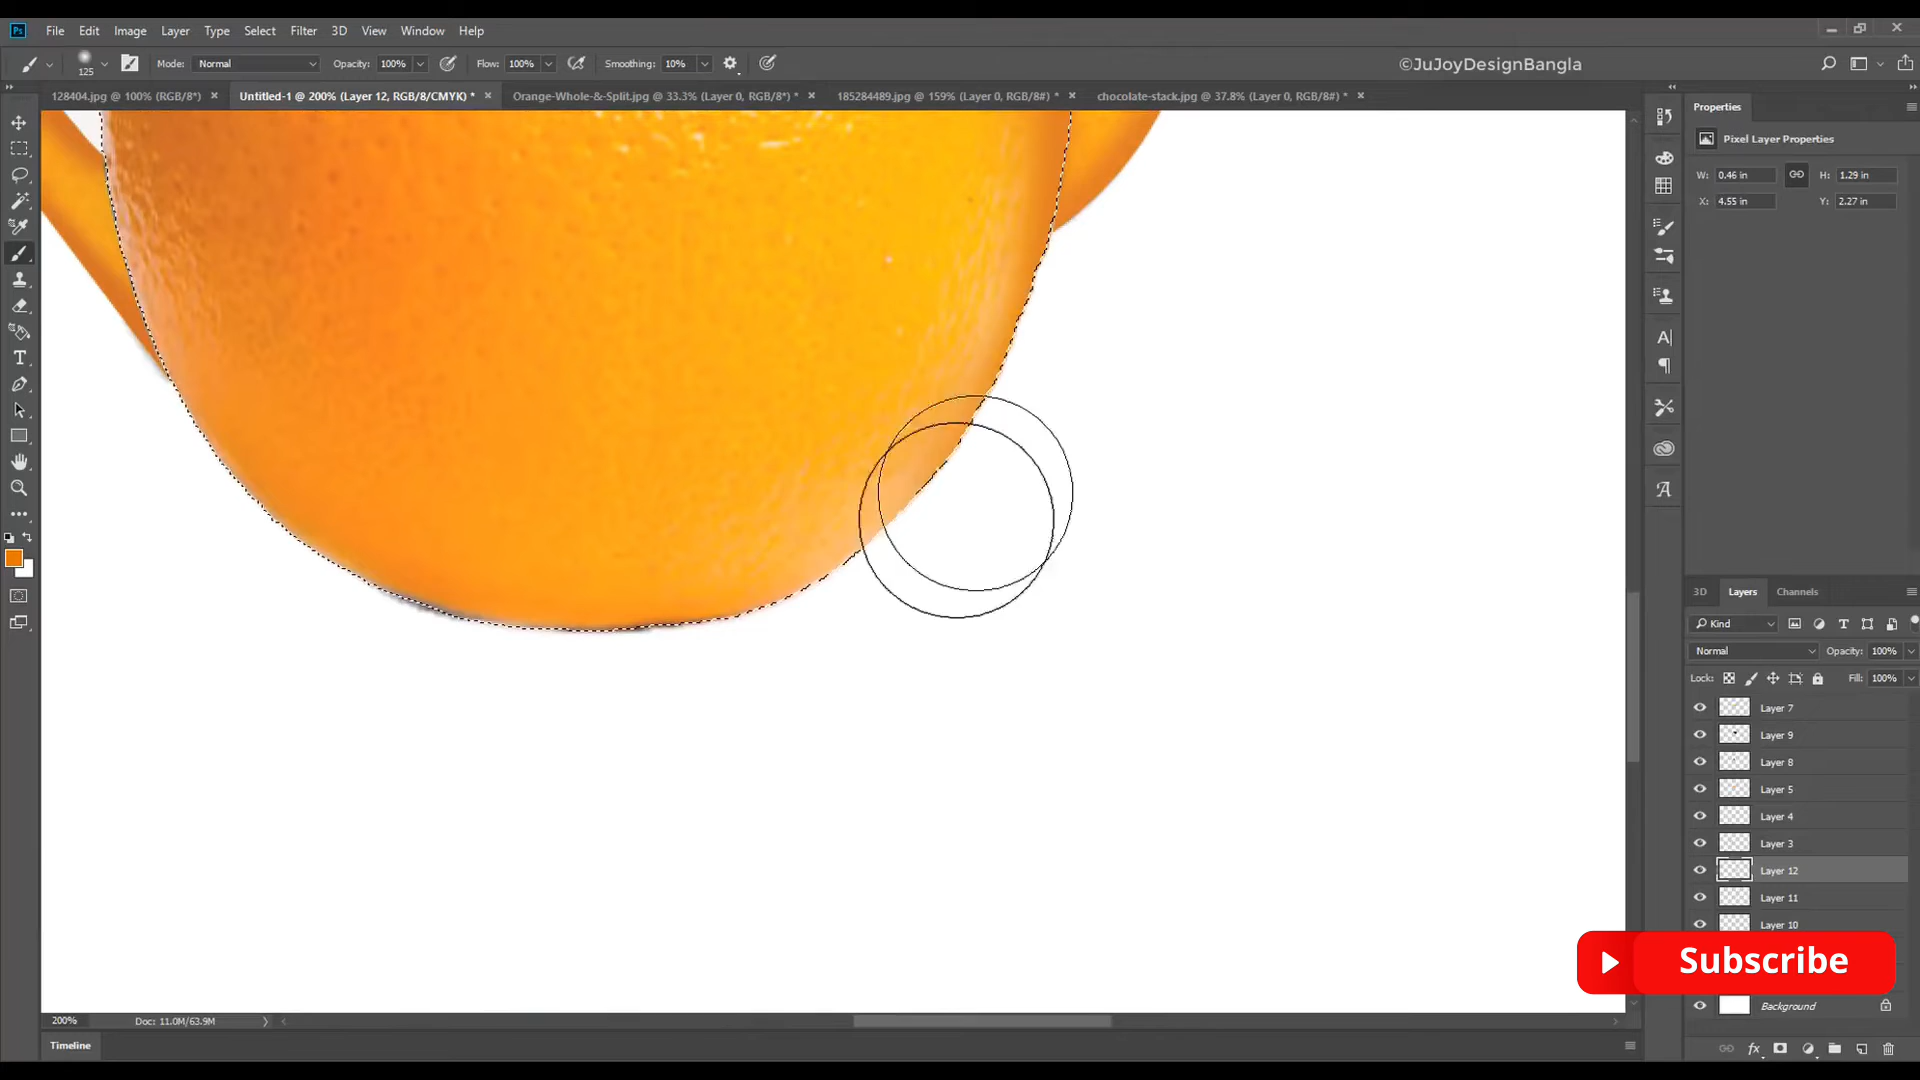 Ps File Edit Image Layer Type Select Filter 3D View Window Help
125 Mode: Normal Opacity: 100% Flow: 100% Smoothing: 10% ©JuJoyDesignBangla
128404.jpg @ 100% (RGB/8*) × Untitled-1 @ 200% (Layer 12, RGB/8/CMYK) * × Orange-Whole-&-Split.jpg @ 33.3% (Layer 0, RGB/8*) * × 185284489.jpg @ 159% (Layer 0, RGB/8#) * × chocolate-stack.jpg @ 37.8% (Layer 0, RGB/8#) * ×
Properties
Pixel Layer Properties
W: 0.46 in H: 1.29 in
X: 4.55 in Y: 2.27 in
3D Layers Channels
Kind
Normal Opacity: 100%
Lock: Fill: 100%
Layer 7
Layer 9
Layer 8
Layer 5
Layer 4
Layer 3
Layer 12
Layer 11
Layer 10
Subscribe
Background
200% Doc: 11.0M/63.9M
Timeline
fx